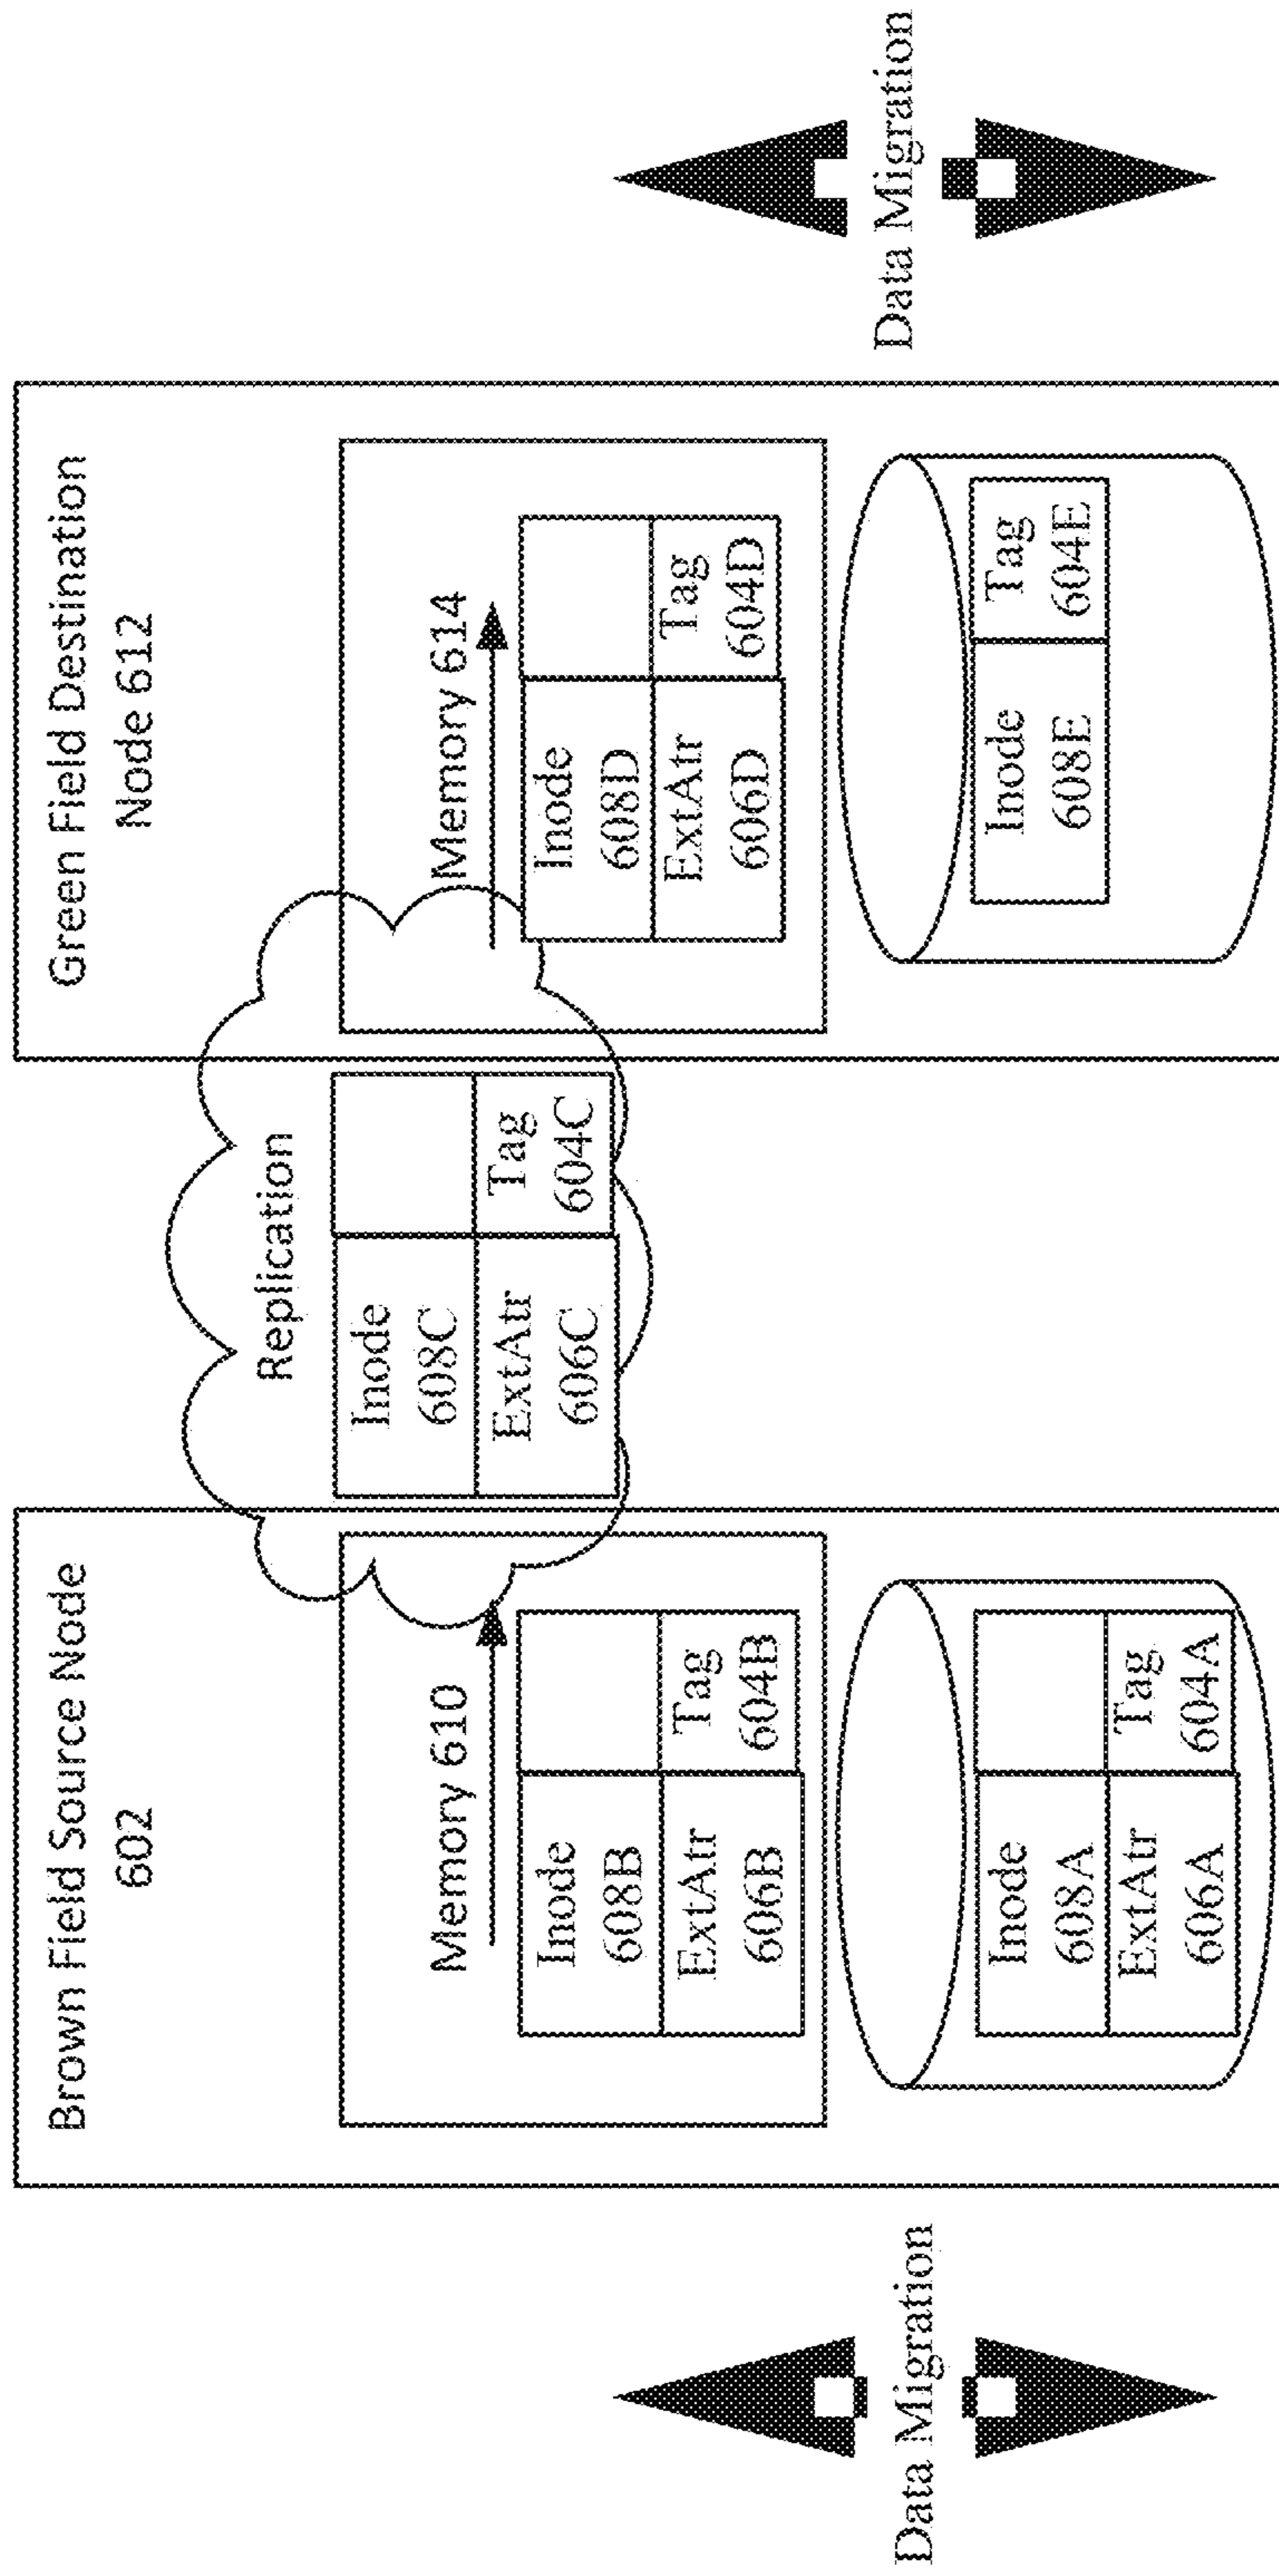 Data Migration
Brown Field Source Node
602
Memory 610
Inode
608B
ExtAtr
606B
Tag
604B
Inode
608A
ExtAtr
606A
Tag
604A
Replication
Inode
608C
ExtAtr
606C
Tag
604C
Green Field Destination
Node 612
Memory 614
Inode
608D
ExtAtr
606D
Tag
604D
Inode
608E
Tag
604E
Data Migration